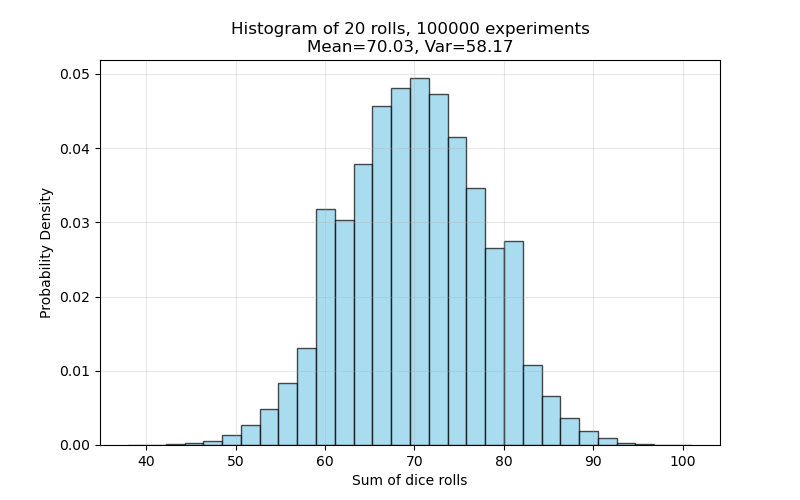 Histogram of 20 rolls, 100000 experiments
Mean=70.03, Var=58.17
Probability Density
0.05
0.04
0.03
0.02
0.01
0.00
40 50 60 70 80 90 100
Sum of dice rolls